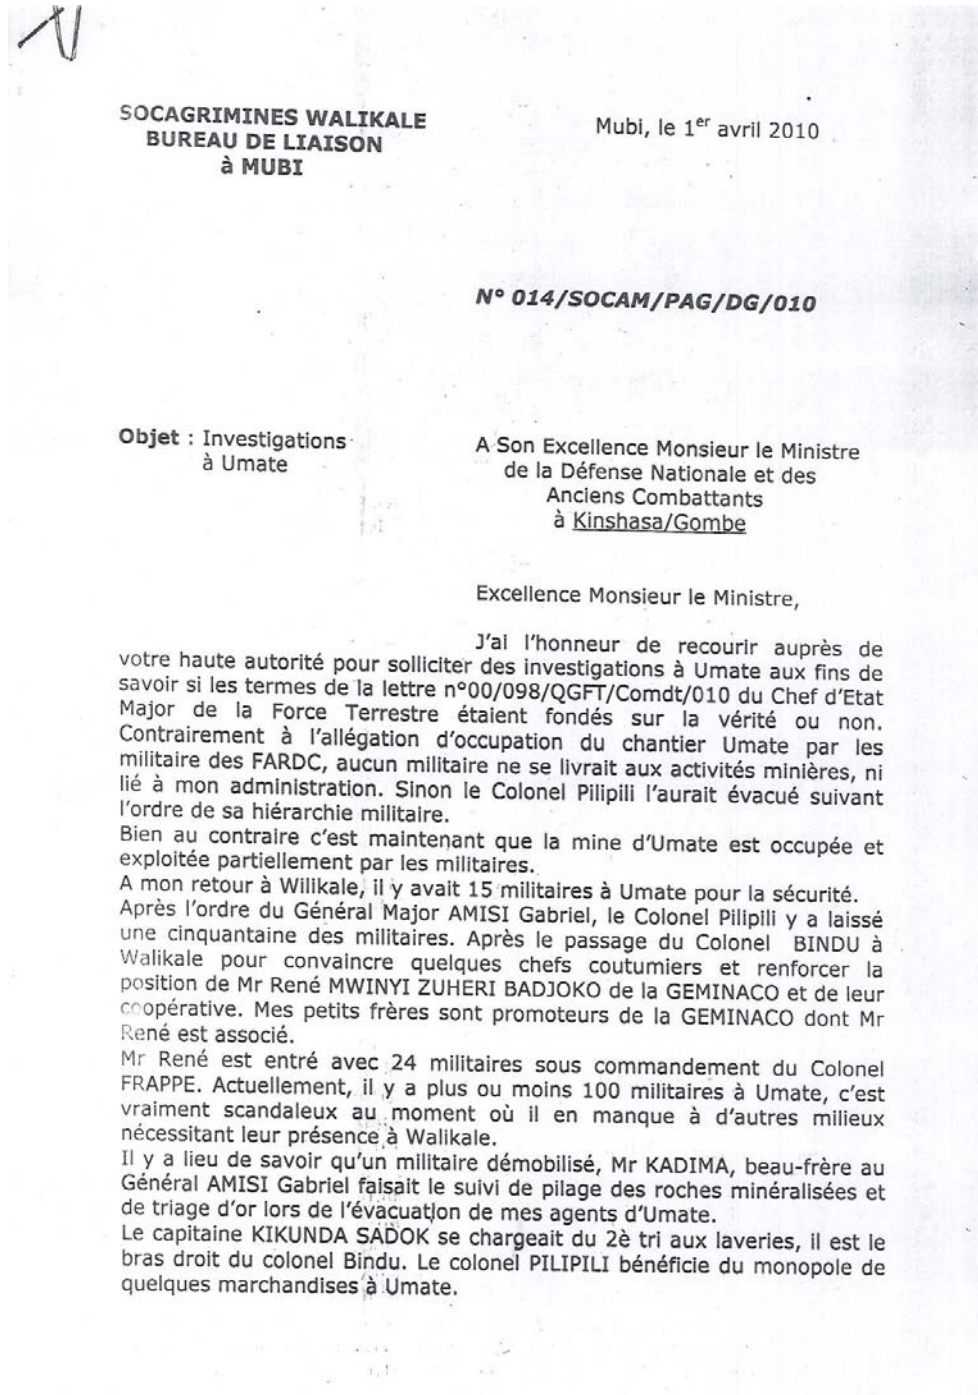 SOCAGRIMINES WALIKALE
BUREAU DE LIAISON
à MUBI
Mubi, le 1er avril 2010
N° 014/SOCAM/PAG/DG/010
Objet : Investigations
à Umate
A Son Excellence Monsieur le Ministre
de la Défense Nationale et des
Anciens Combattants
à Kinshasa/Gombe
Excellence Monsieur le Ministre,
J'ai l'honneur de recourir auprès de
votre haute autorité pour solliciter des investigations à Umate aux fins de
savoir si les termes de la lettre n°00/098/QGFT/Comdt/010 du Chef d'Etat
Major de la Force Terrestre étaient fondés sur la vérité ou non.
Contrairement à l'allégation d'occupation du chantier Umate par les
militaire des FARDC, aucun militaire ne se livrait aux activités minières, ni
lié à mon administration. Sinon le Colonel Pilipili l'aurait évacué suivant
l'ordre de sa hiérarchie militaire.
Bien au contraire c'est maintenant que la mine d'Umate est occupée et
exploitée partiellement par les militaires.
A mon retour à Wilikale, il y avait 15 militaires à Umate pour la sécurité.
Après l'ordre du Général Major AMISI Gabriel, le Colonel Pilipili y a laissé
une cinquantaine des militaires. Après le passage du Colonel BINDU à
Walikale pour convaincre quelques chefs coutumiers et renforcer la
position de Mr René MWINYI ZUHERI BADJOKO de la GEMINACO et de leur
coopérative. Mes petits frères sont promoteurs de la GEMINACO dont Mr
René est associé.
Mr René est entré avec 24 militaires sous commandement du Colonel
FRAPPE. Actuellement, il y a plus ou moins 100 militaires à Umate, c'est
vraiment scandaleux au moment où il en manque à d'autres milieux
nécessitant leur présence à Walikale.
Il y a lieu de savoir qu'un militaire démobilisé, Mr KADIMA, beau-frère au
Général AMISI Gabriel faisait le suivi de pilage des roches minéralisées et
de triage d'or lors de l'évacuation de mes agents d'Umate.
Le capitaine KIKUNDA SADOK se chargeait du 2è tri aux laveries, il est le
bras droit du colonel Bindu. Le colonel PILIPILI bénéficie du monopole de
quelques marchandises à Umate.